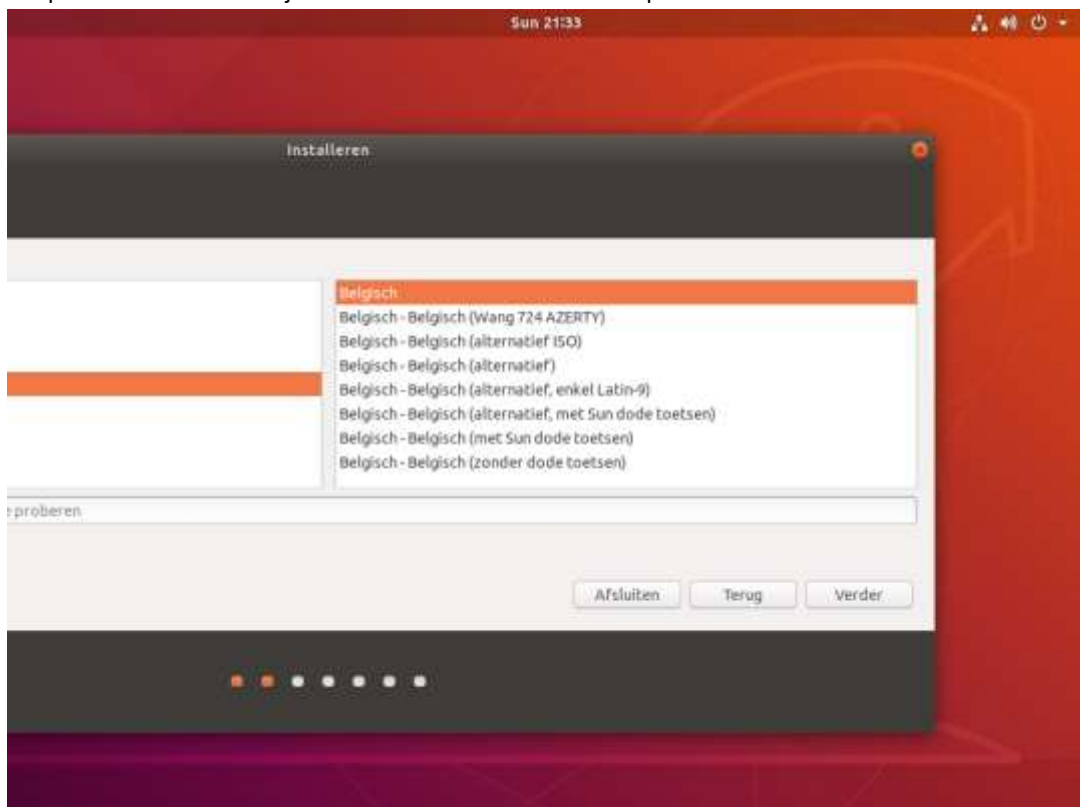 Sun 21:33
Installeren
Belgisch
Belgisch - Belgisch (Wang 724 AZERTY)
Belgisch - Belgisch (alternatief ISO)
Belgisch - Belgisch (alternatief)
Belgisch - Belgisch (alternatief, enkel Latin-9)
Belgisch - Belgisch (alternatief, met Sun dode toetsen)
Belgisch - Belgisch (met Sun dode toetsen)
Belgisch - Belgisch (zonder dode toetsen)
proberen
Afsluiten Terug Verder